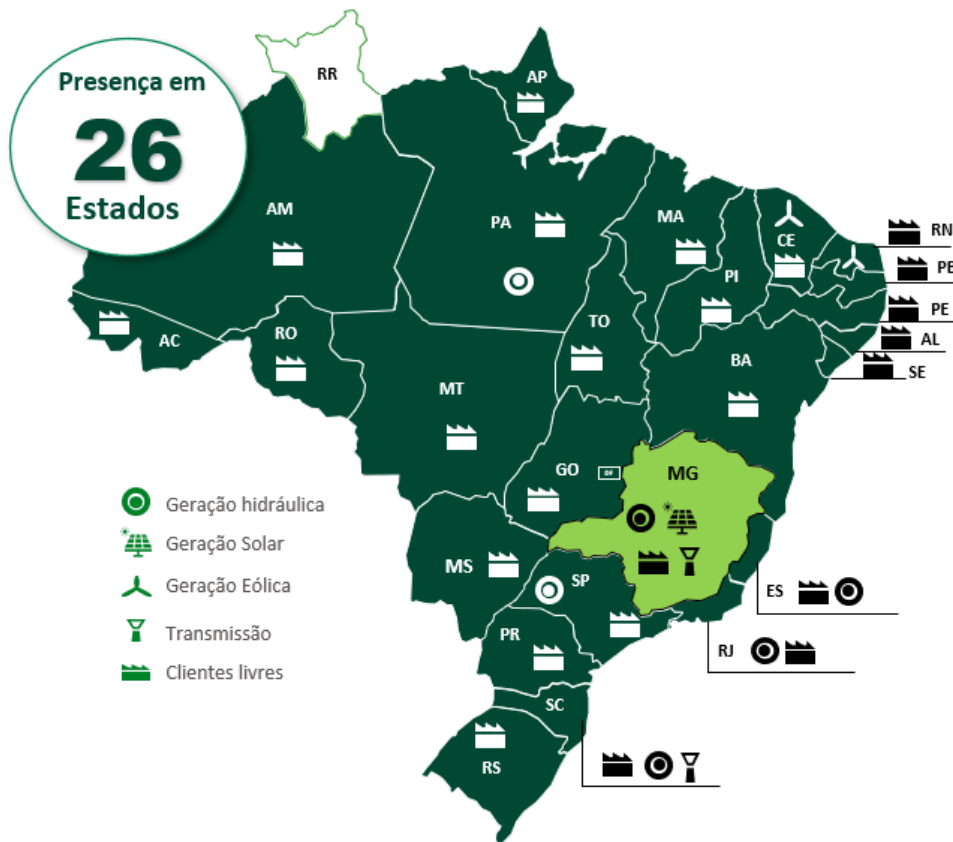 Presença em
26
Estados
RR
AP
AM
PA
MA
CE
RN
PB
PI
PE
AL
SE
AC
RO
TO
BA
MT
GO
DF
MG
Geração hidráulica
Geração Solar
Geração Eólica
Transmissão
Clientes livres
MS
SP
ES
RJ
PR
SC
RS